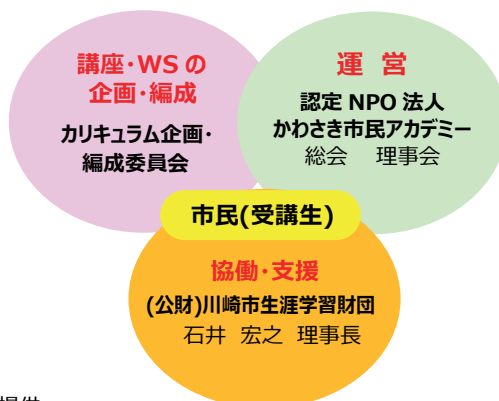 講座・WS の
企画・編成
カリキュラム企画・
編成委員会
運 営
認定 NPO 法人
かわさき市民アカデミー
総会 理事会
市民(受講生)
協働・支援
(公財)川崎市生涯学習財団
石井 宏之 理事長